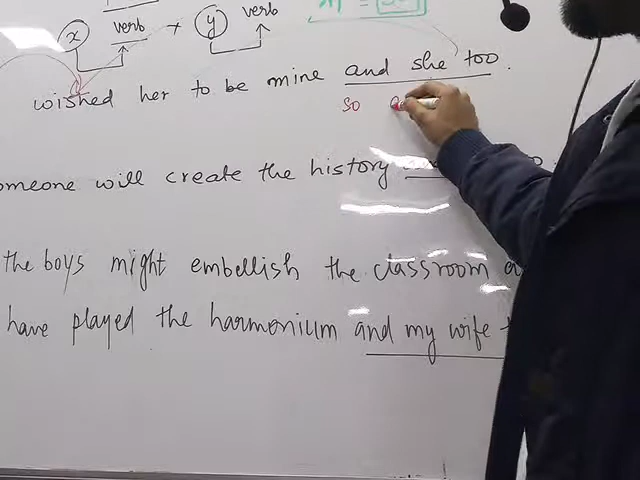 verb verb
x + y
wished her to be mine and she too.
so
omeone will create the history
the boys might embellish the classroom
have played the harmonium and my wife